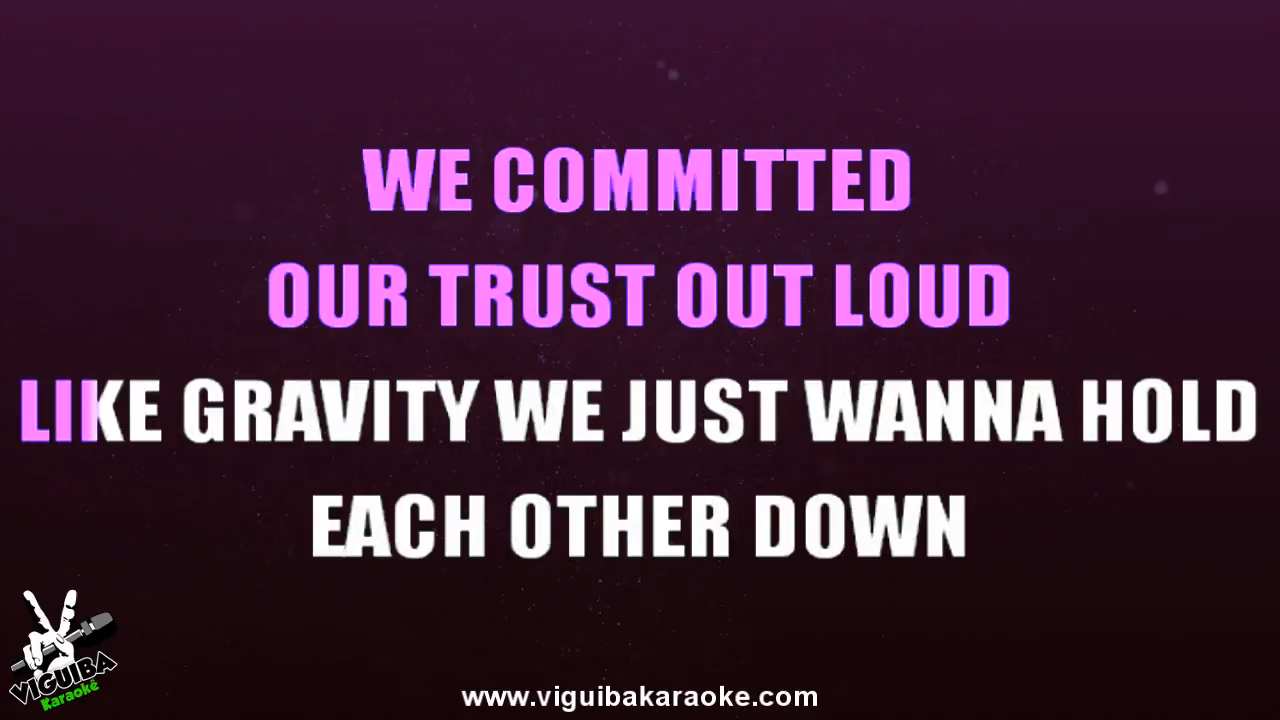 WE COMMITTED
OUR TRUST OUT LOUD
LIKE GRAVITY WE JUST WANNA HOLD
EACH OTHER DOWN
VIGUIBA
Karaoké
www.viguibakaraoke.com